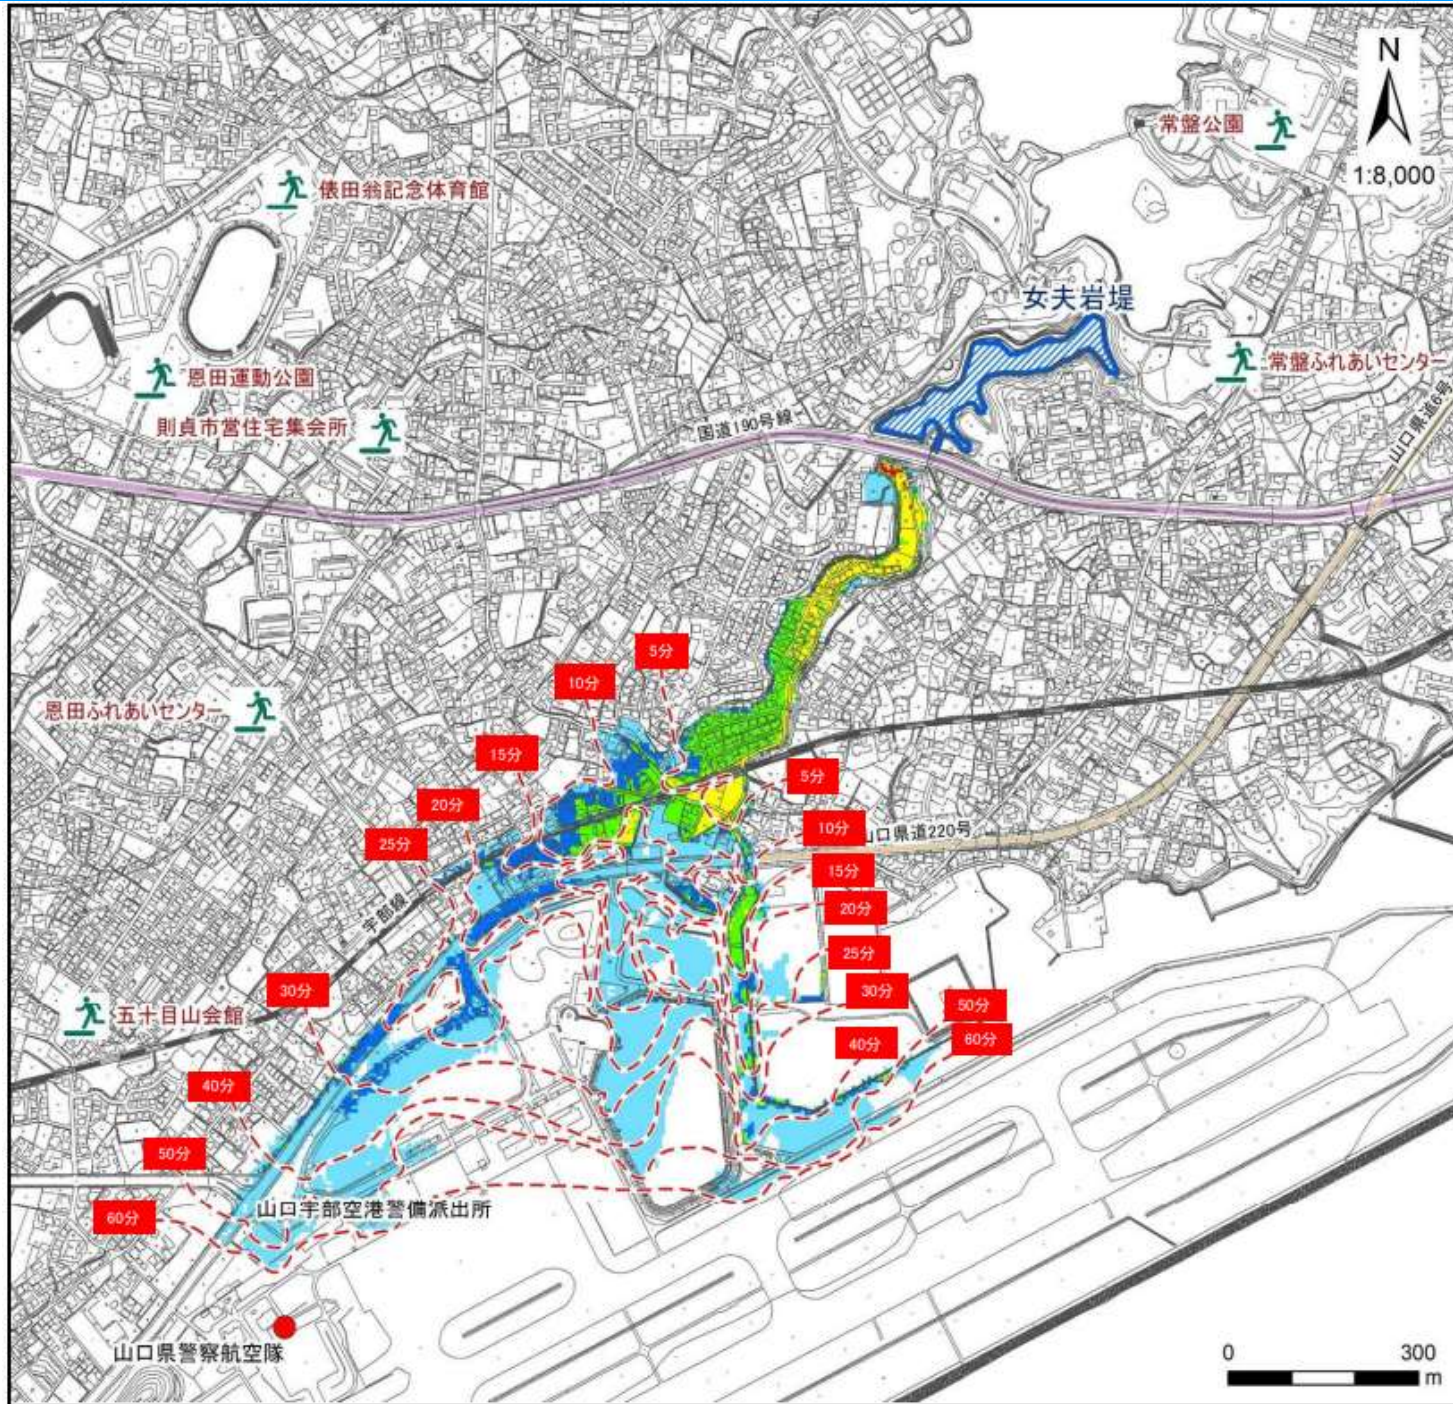 N
1:8,000
常盤公園
俵田翁記念体育館
女夫岩堤
常盤ふれあいセンター
恩田運動公園
則貞市営住宅集会所
国道190号線
山口県道6号
5分
10分
恩田ふれあいセンター
15分
5分
20分
10分
山口県道220号
25分
15分
宇部線
20分
25分
30分
30分
50分
五十目山会館
40分
60分
40分
50分
60分
山口宇部空港警備派出所
山口県警察航空隊
0 300
m